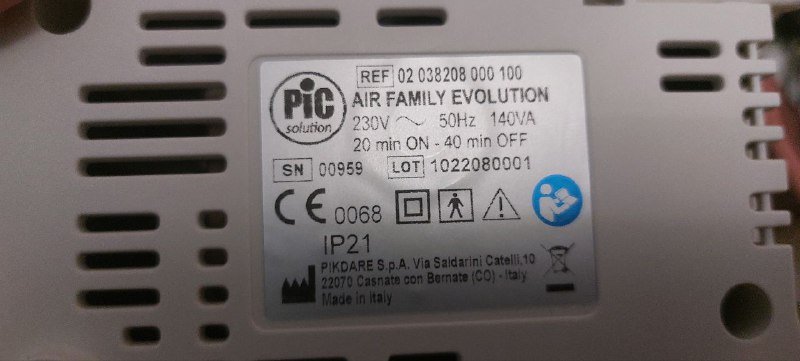 PiC
solution
REF 02 038208 000 100
AIR FAMILY EVOLUTION
230V ~ 50Hz 140VA
20 min ON - 40 min OFF
SN 00959 LOT 1022080001
CE 0068
IP21
PIKDARE S.p.A. Via Saldarini Catelli,10
22070 Casnate con Bernate (CO) - Italy
Made in Italy